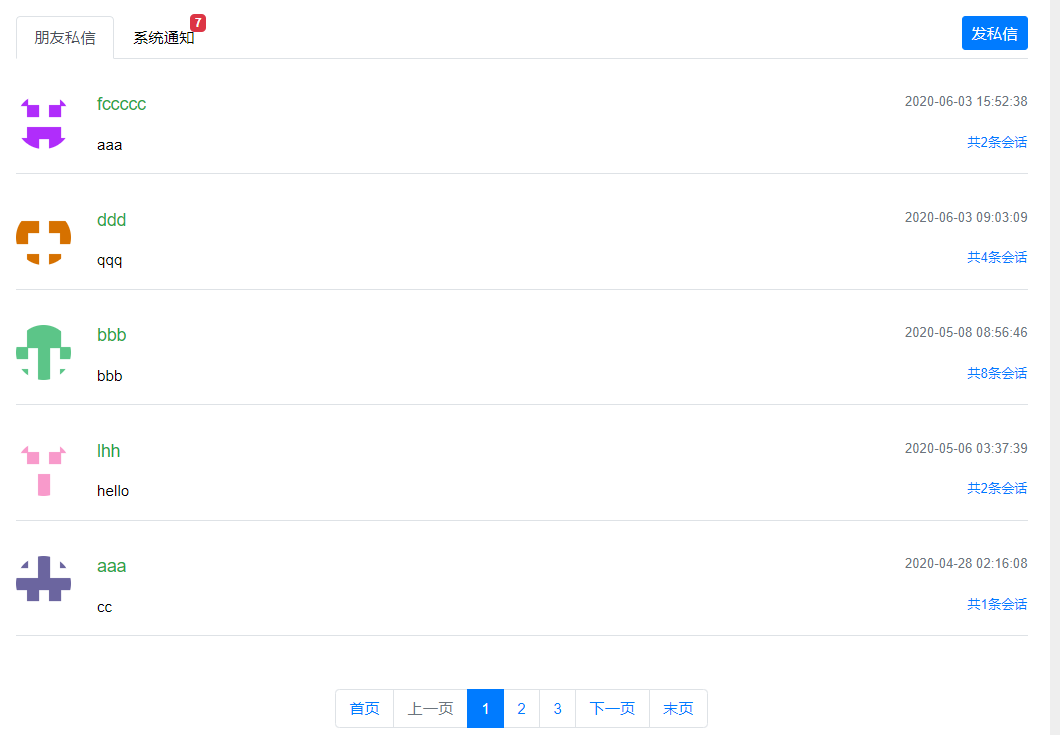 朋友私信 系统通知 7 发私信
fccccc 2020-06-03 15:52:38
aaa 共2条会话
ddd 2020-06-03 09:03:09
qqq 共4条会话
bbb 2020-05-08 08:56:46
bbb 共8条会话
lhh 2020-05-06 03:37:39
hello 共2条会话
aaa 2020-04-28 02:16:08
cc 共1条会话
首页 上一页 1 2 3 下一页 末页